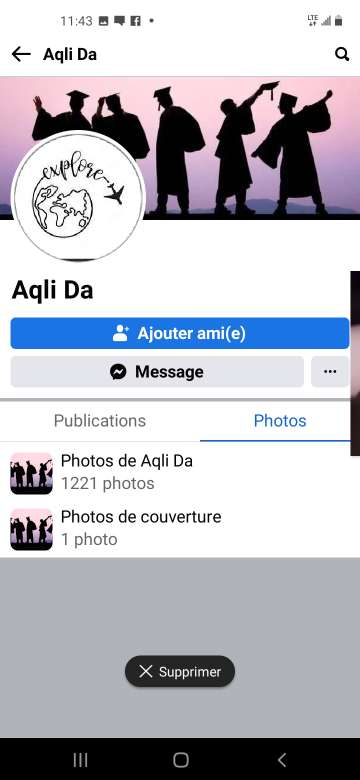 11:43
LTE
Aqli Da
explore
Aqli Da
Ajouter ami(e)
Message
Publications
Photos
Photos de Aqli Da
1221 photos
Photos de couverture
1 photo
Supprimer